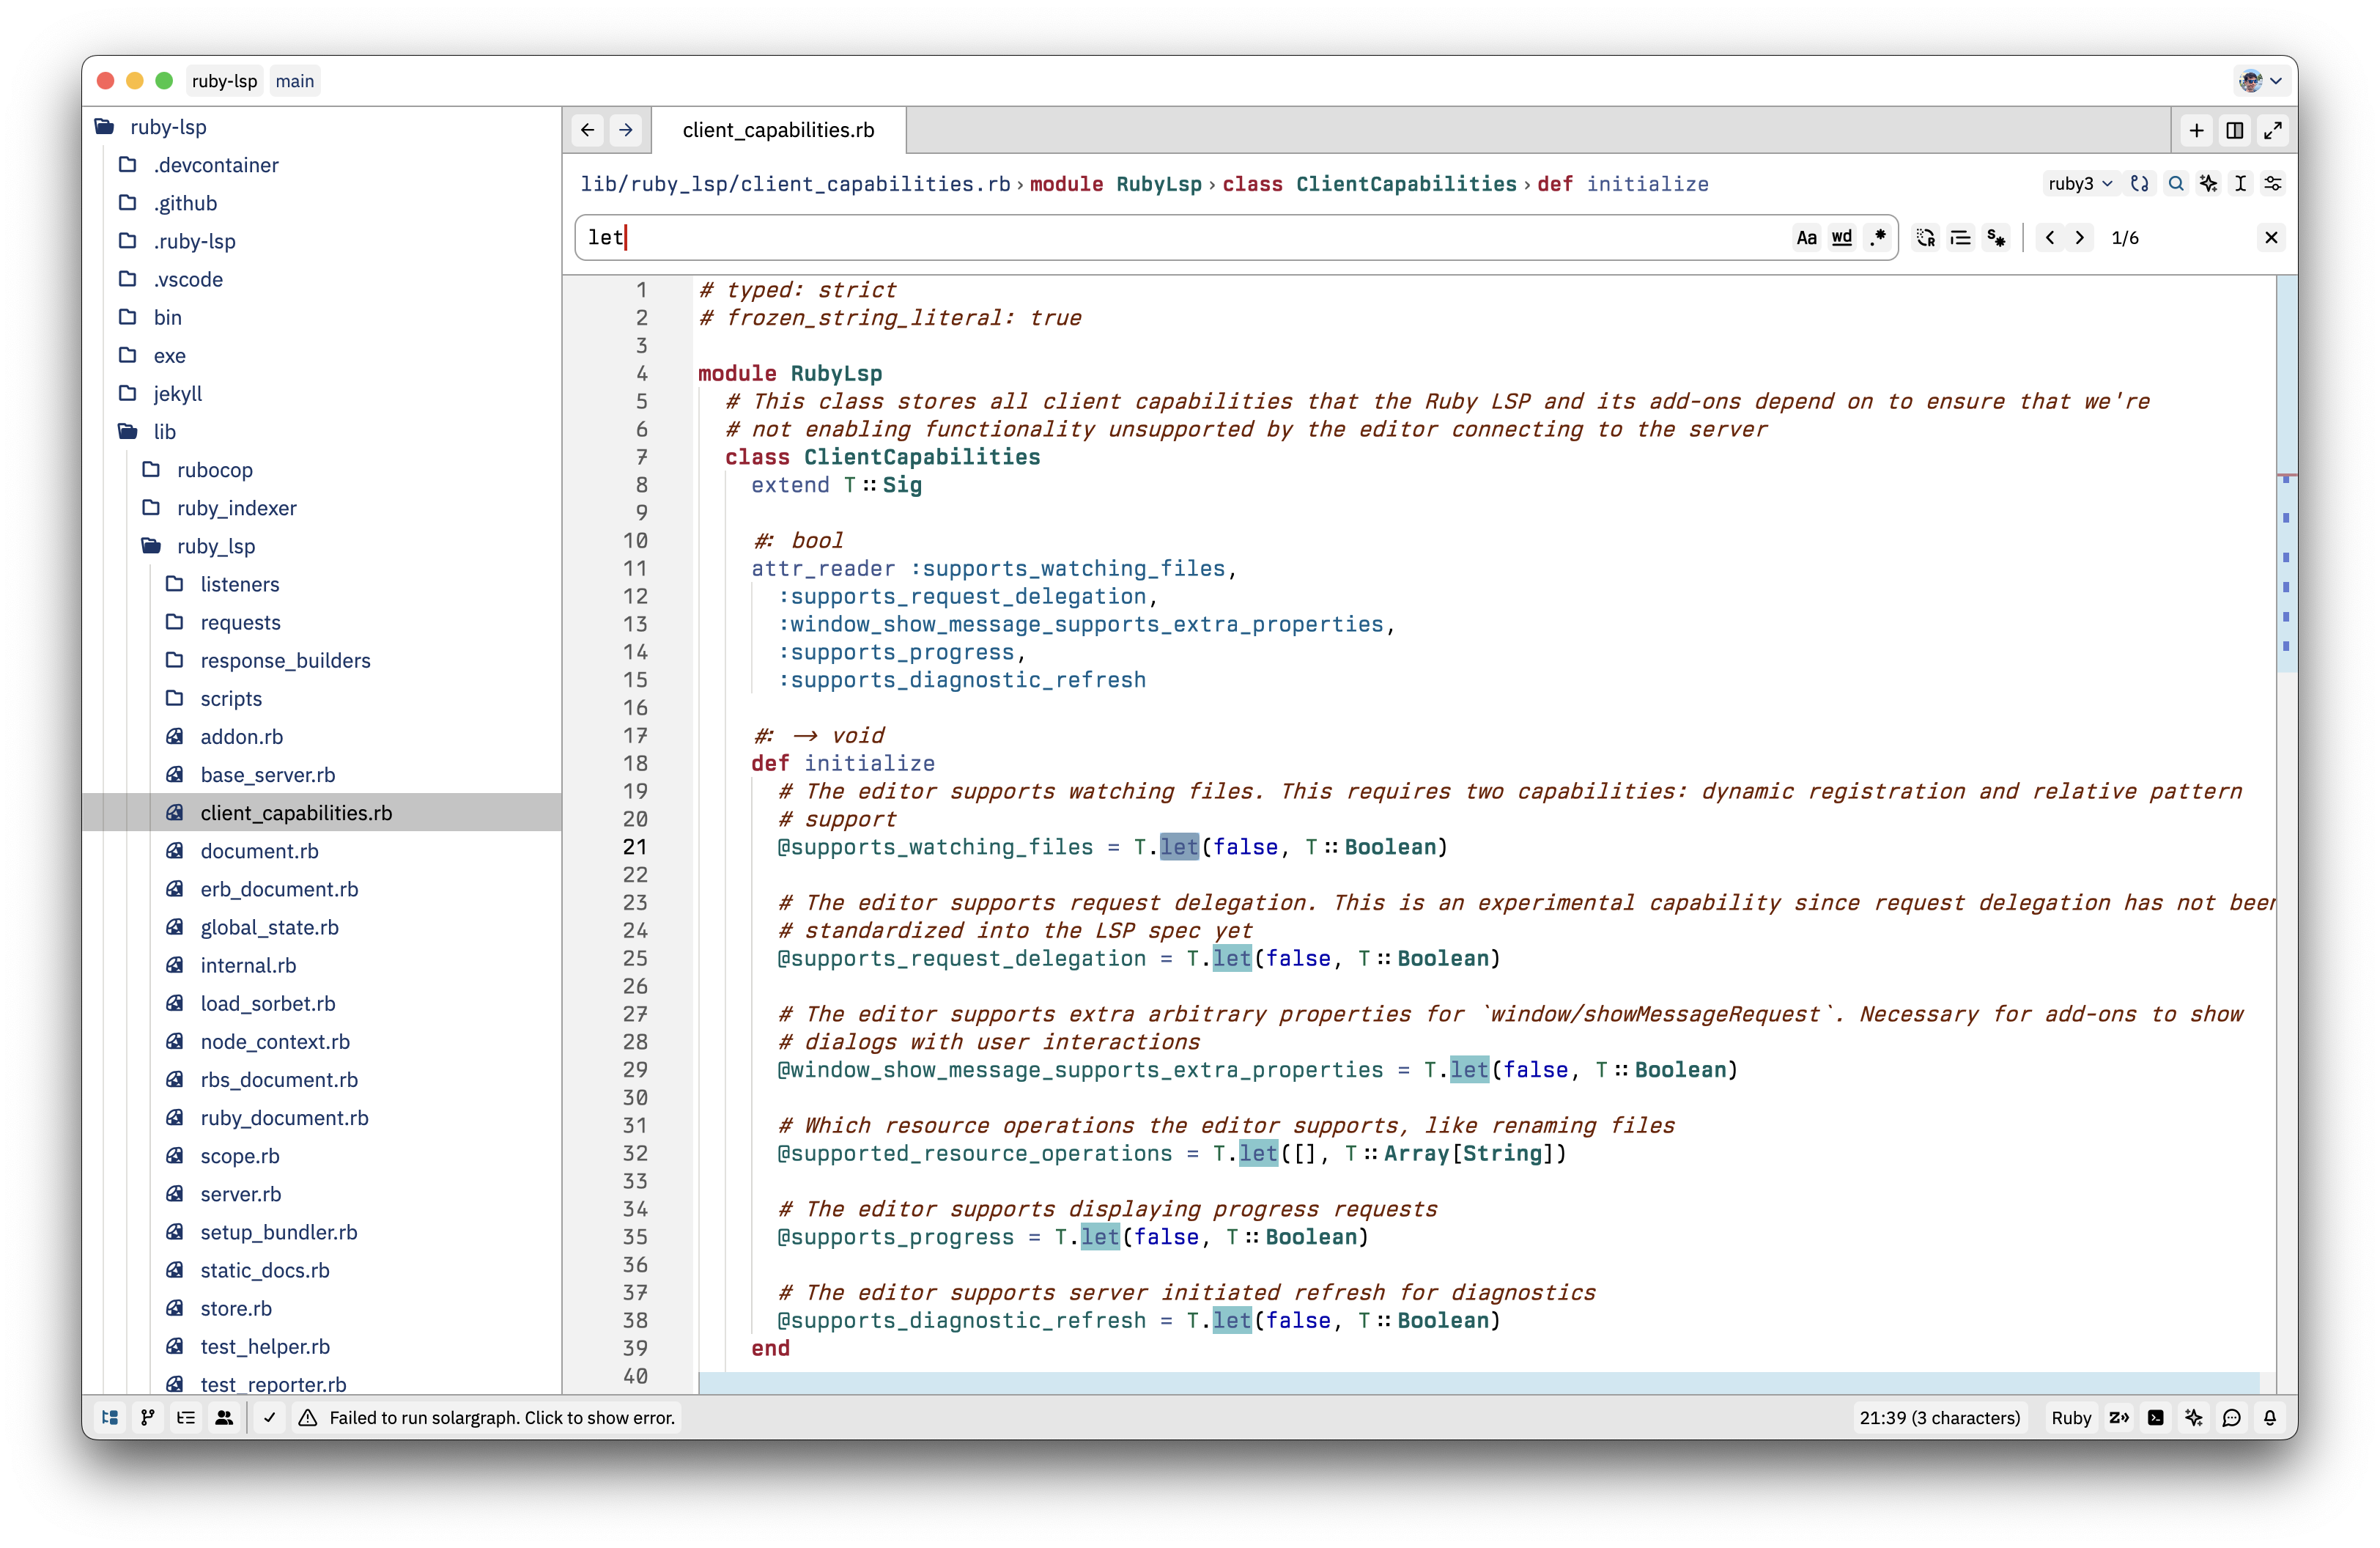 ruby-lsp main
ruby-lsp
.devcontainer
.github
.ruby-lsp
.vscode
bin
exe
jekyll
lib
rubocop
ruby_indexer
ruby_lsp
listeners
requests
response_builders
scripts
addon.rb
base_server.rb
client_capabilities.rb
document.rb
erb_document.rb
global_state.rb
internal.rb
load_sorbet.rb
node_context.rb
rbs_document.rb
ruby_document.rb
scope.rb
server.rb
setup_bundler.rb
static_docs.rb
store.rb
test_helper.rb
test_reporter.rb
client_capabilities.rb
lib/ruby_lsp/client_capabilities.rb › module RubyLsp › class ClientCapabilities › def initialize
ruby3
let
Aa wd .* 1/6
1 # typed: strict
2 # frozen_string_literal: true
3
4 module RubyLsp
5 # This class stores all client capabilities that the Ruby LSP and its add-ons depend on to ensure that we're
6 # not enabling functionality unsupported by the editor connecting to the server
7 class ClientCapabilities
8 extend T::Sig
9
10 #: bool
11 attr_reader :supports_watching_files,
12 :supports_request_delegation,
13 :window_show_message_supports_extra_properties,
14 :supports_progress,
15 :supports_diagnostic_refresh
16
17 #: -> void
18 def initialize
19 # The editor supports watching files. This requires two capabilities: dynamic registration and relative pattern
20 # support
21 @supports_watching_files = T.let(false, T::Boolean)
22
23 # The editor supports request delegation. This is an experimental capability since request delegation has not been
24 # standardized into the LSP spec yet
25 @supports_request_delegation = T.let(false, T::Boolean)
26
27 # The editor supports extra arbitrary properties for `window/showMessageRequest`. Necessary for add-ons to show
28 # dialogs with user interactions
29 @window_show_message_supports_extra_properties = T.let(false, T::Boolean)
30
31 # Which resource operations the editor supports, like renaming files
32 @supported_resource_operations = T.let([], T::Array[String])
33
34 # The editor supports displaying progress requests
35 @supports_progress = T.let(false, T::Boolean)
36
37 # The editor supports server initiated refresh for diagnostics
38 @supports_diagnostic_refresh = T.let(false, T::Boolean)
39 end
40
Failed to run solargraph. Click to show error.
21:39 (3 characters) Ruby